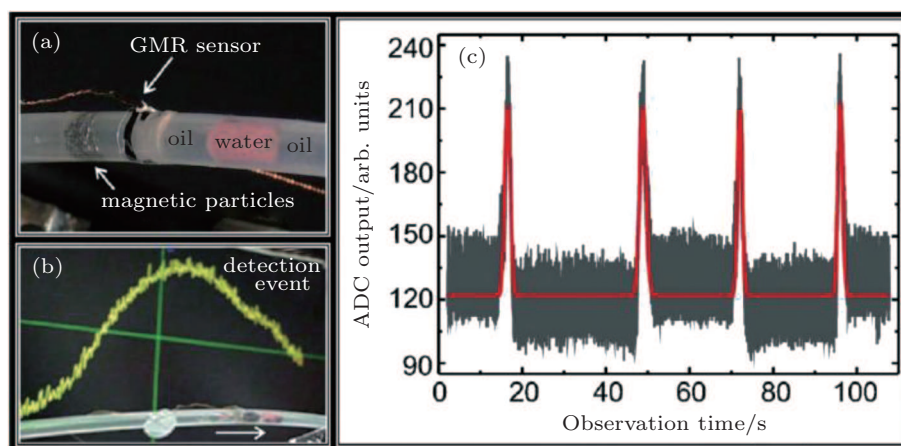 (a)
GMR sensor
oil
water
oil
magnetic particles
(b)
detection
event
(c)
ADC output/arb. units
240
210
180
150
120
90
0
20
40
60
80
100
Observation time/s